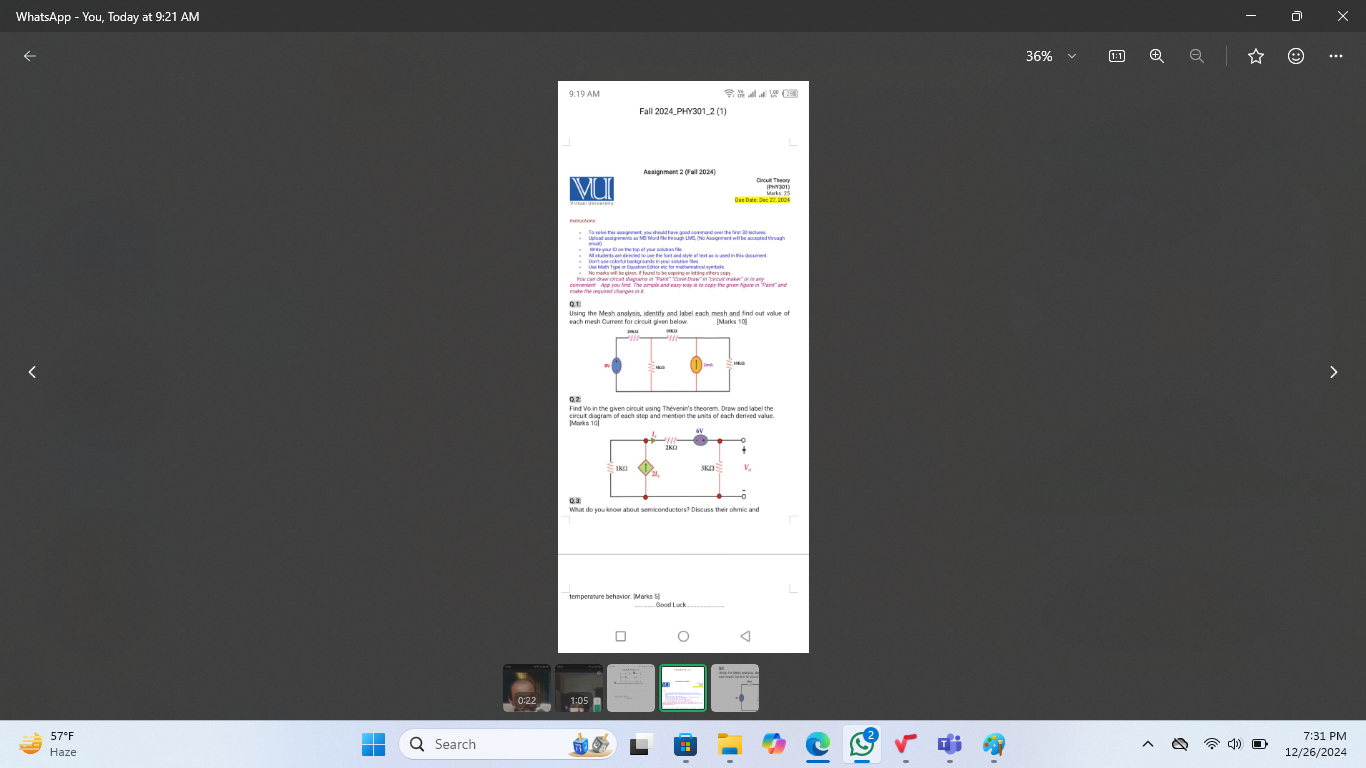 WhatsApp - You, Today at 9:21 AM
36%
1:1
9:19 AM
Fall 2024_PHY301_2 (1)
Assignment 2 (Fall 2024)
VU
Virtual University
Circuit Theory
(PHY301)
Marks: 25
Due Date: Dec 27, 2024
Instructions:
To solve this assignment, you should have good command over the first 30 lectures.
Upload assignments as MS Word file through LMS, (No Assignment will be accepted through
email).
Write your ID on the top of your solution file.
All students are directed to use the font and style of text as is used in this document.
Don't use colorful backgrounds in your solution files.
Use Math Type or Equation Editor etc for mathematical symbols.
No marks will be given, if found to be copying or letting others copy.
You can draw circuit diagrams in "Paint" "Corel Draw" in "circuit maker" or in any
convenient App you find. The simple and easy way is to copy the given figure in "Paint" and
make the required changes in it.
Q.1:
Using the Mesh analysis, identify and label each mesh and find out value of
each mesh Current for circuit given below. [Marks 10]
8V
2mA
Q.2:
Find Vo in the given circuit using Thévenin's theorem. Draw and label the
circuit diagram of each step and mention the units of each derived value.
[Marks 10]
6V
2KΩ
1KΩ
3KΩ
Q.3:
What do you know about semiconductors? Discuss their ohmic and
temperature behavior. [Marks 5]
Good Luck
0:22
1:05
57°F
Haze
Search
2
7:31 PM
12/26/2024